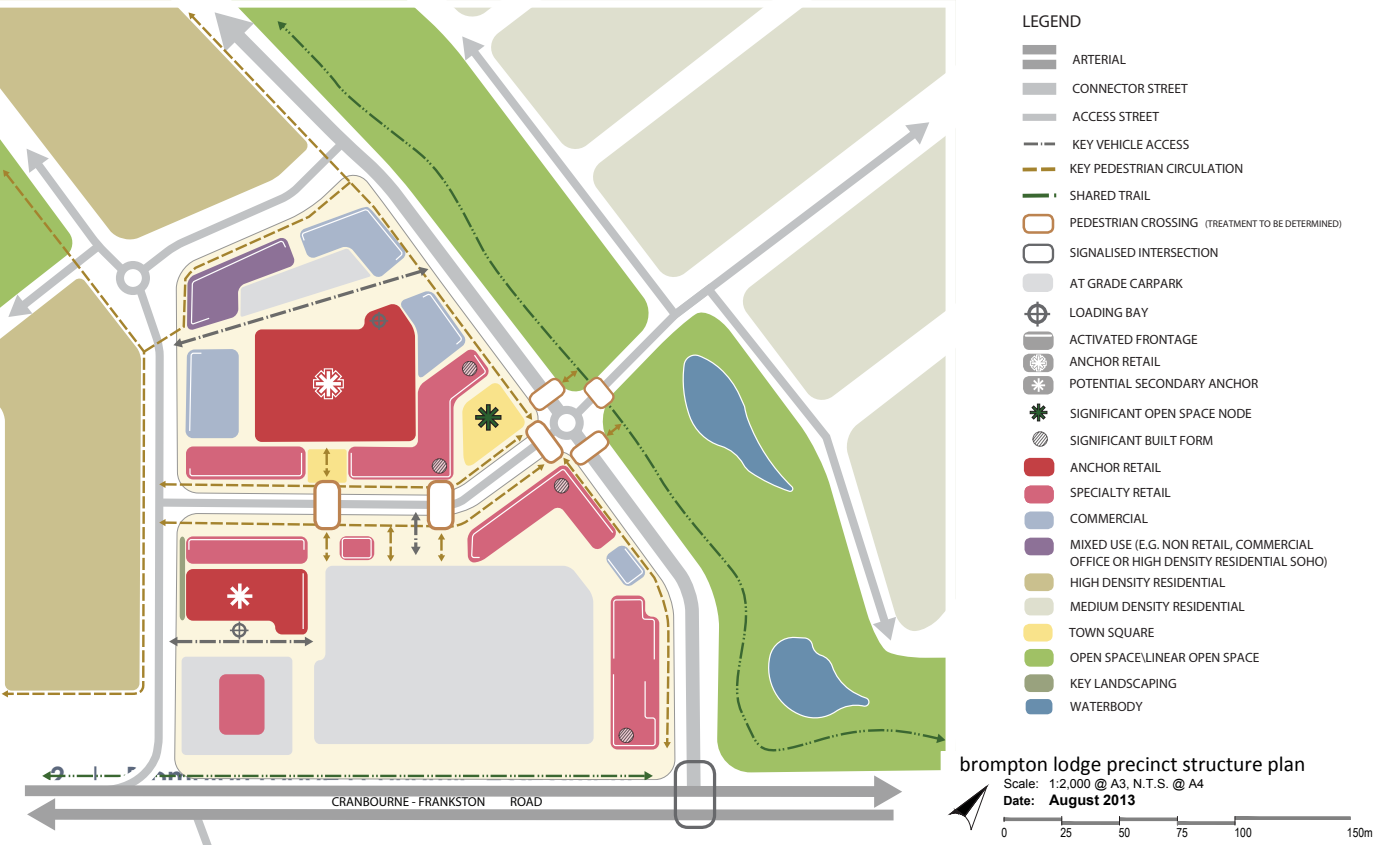 LEGEND
ARTERIAL
CONNECTOR STREET
ACCESS STREET
KEY VEHICLE ACCESS
KEY PEDESTRIAN CIRCULATION
SHARED TRAIL
PEDESTRIAN CROSSING (TREATMENT TO BE DETERMINED)
SIGNALISED INTERSECTION
AT GRADE CARPARK
LOADING BAY
ACTIVATED FRONTAGE
ANCHOR RETAIL
POTENTIAL SECONDARY ANCHOR
SIGNIFICANT OPEN SPACE NODE
SIGNIFICANT BUILT FORM
ANCHOR RETAIL
SPECIALTY RETAIL
COMMERCIAL
MIXED USE (E.G. NON RETAIL, COMMERCIAL
OFFICE OR HIGH DENSITY RESIDENTIAL SOHO)
HIGH DENSITY RESIDENTIAL
MEDIUM DENSITY RESIDENTIAL
TOWN SQUARE
OPEN SPACE\LINEAR OPEN SPACE
KEY LANDSCAPING
WATERBODY
CRANBOURNE - FRANKSTON ROAD
brompton lodge precinct structure plan
Scale: 1:2,000 @ A3, N.T.S. @ A4
Date: August 2013
0 25 50 75 100 150m